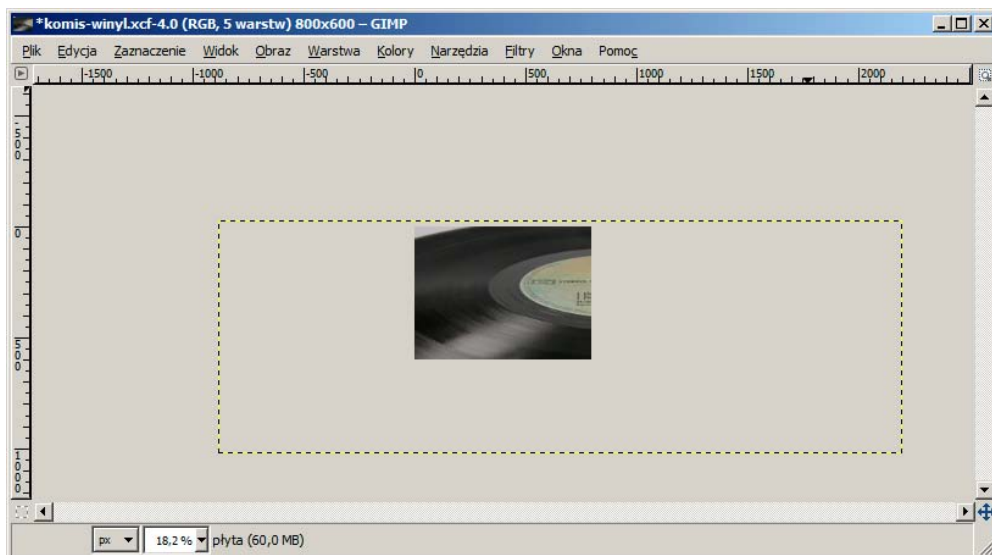 *komis-winyl.xcf-4.0 (RGB, 5 warstw) 800x600 – GIMP
Plik Edycja Zaznaczenie Widok Obraz Warstwa Kolory Narzędzia Filtry Okna Pomoc
-1500 -1000 -500 0 500 1000 1500 2000
-500
0
500
1000
px 18,2 % płyta (60,0 MB)